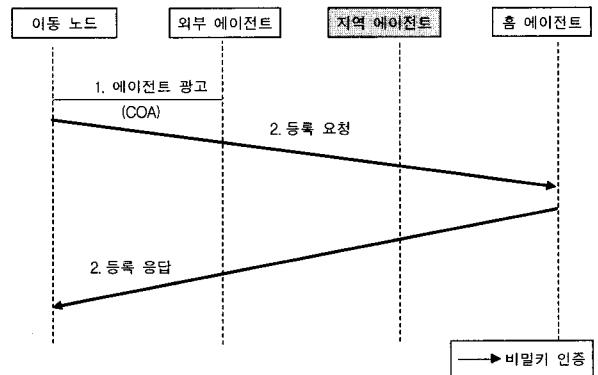 이동 노드
외부 에이전트
지역 에이전트
홈 에이전트
1. 에이전트 광고
(COA)
2. 등록 요청
2. 등록 응답
비밀키 인증